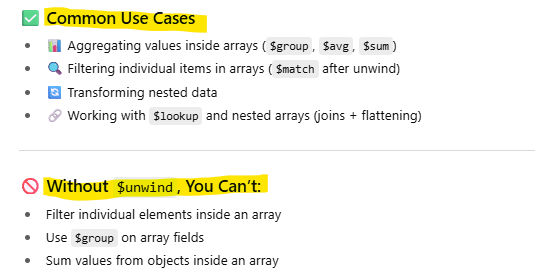 ✅ Common Use Cases
• 📊 Aggregating values inside arrays ( $group , $avg , $sum )
• 🔍 Filtering individual items in arrays ( $match after unwind)
• 🔄 Transforming nested data
• 🔗 Working with $lookup and nested arrays (joins + flattening)
🚫 Without $unwind , You Can't:
• Filter individual elements inside an array
• Use $group on array fields
• Sum values from objects inside an array